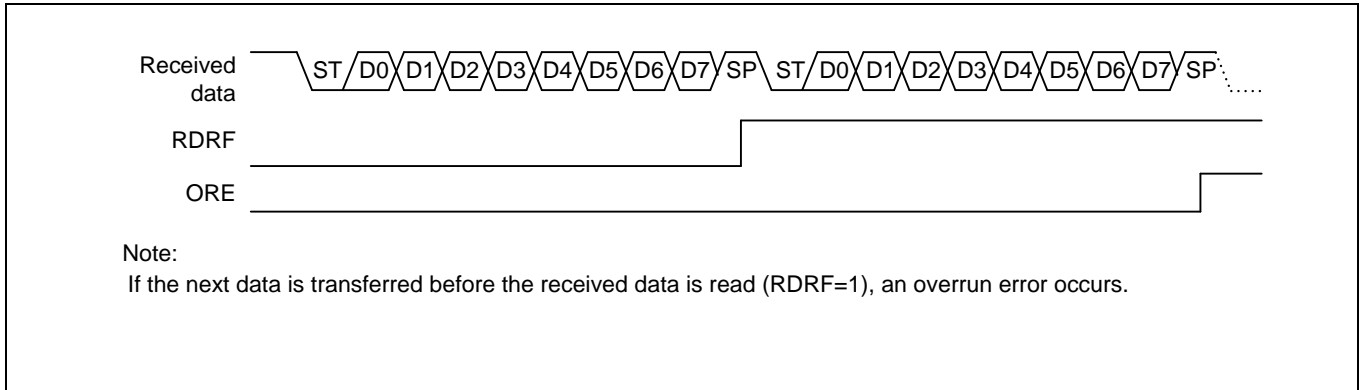 Received data
ST D0 D1 D2 D3 D4 D5 D6 D7 SP ST D0 D1 D2 D3 D4 D5 D6 D7 SP
RDRF
ORE
Note:
If the next data is transferred before the received data is read (RDRF=1), an overrun error occurs.